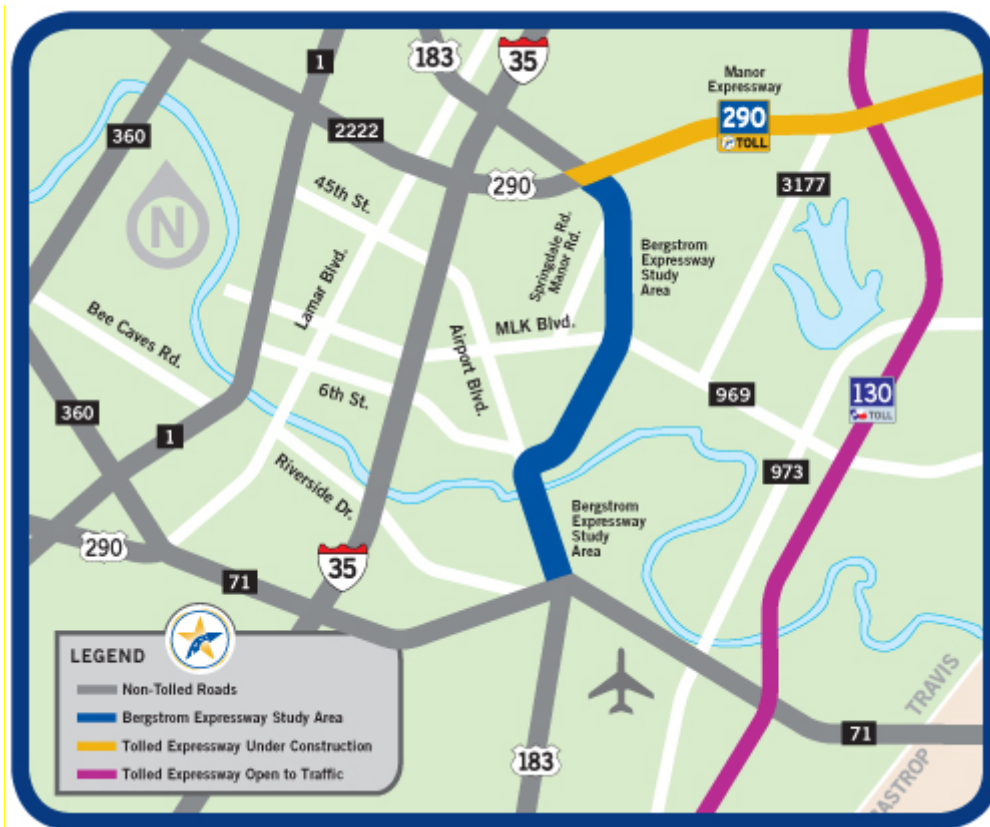 1
183
35
Manor
Expressway
290
TOLL
360
2222
290
3177
45th St.
N
Springdale Rd.
Manor Rd.
Bergstrom
Expressway
Study
Area
Lamar Blvd.
Bee Caves Rd.
MLK Blvd.
Airport Blvd.
6th St.
969
130
TOLL
360
1
973
Riverside Dr.
Bergstrom
Expressway
Study
Area
290
35
71
LEGEND
Non-Tolled Roads
Bergstrom Expressway Study Area
Tolled Expressway Under Construction
Tolled Expressway Open to Traffic
183
71
TRAVIS
BASTROP